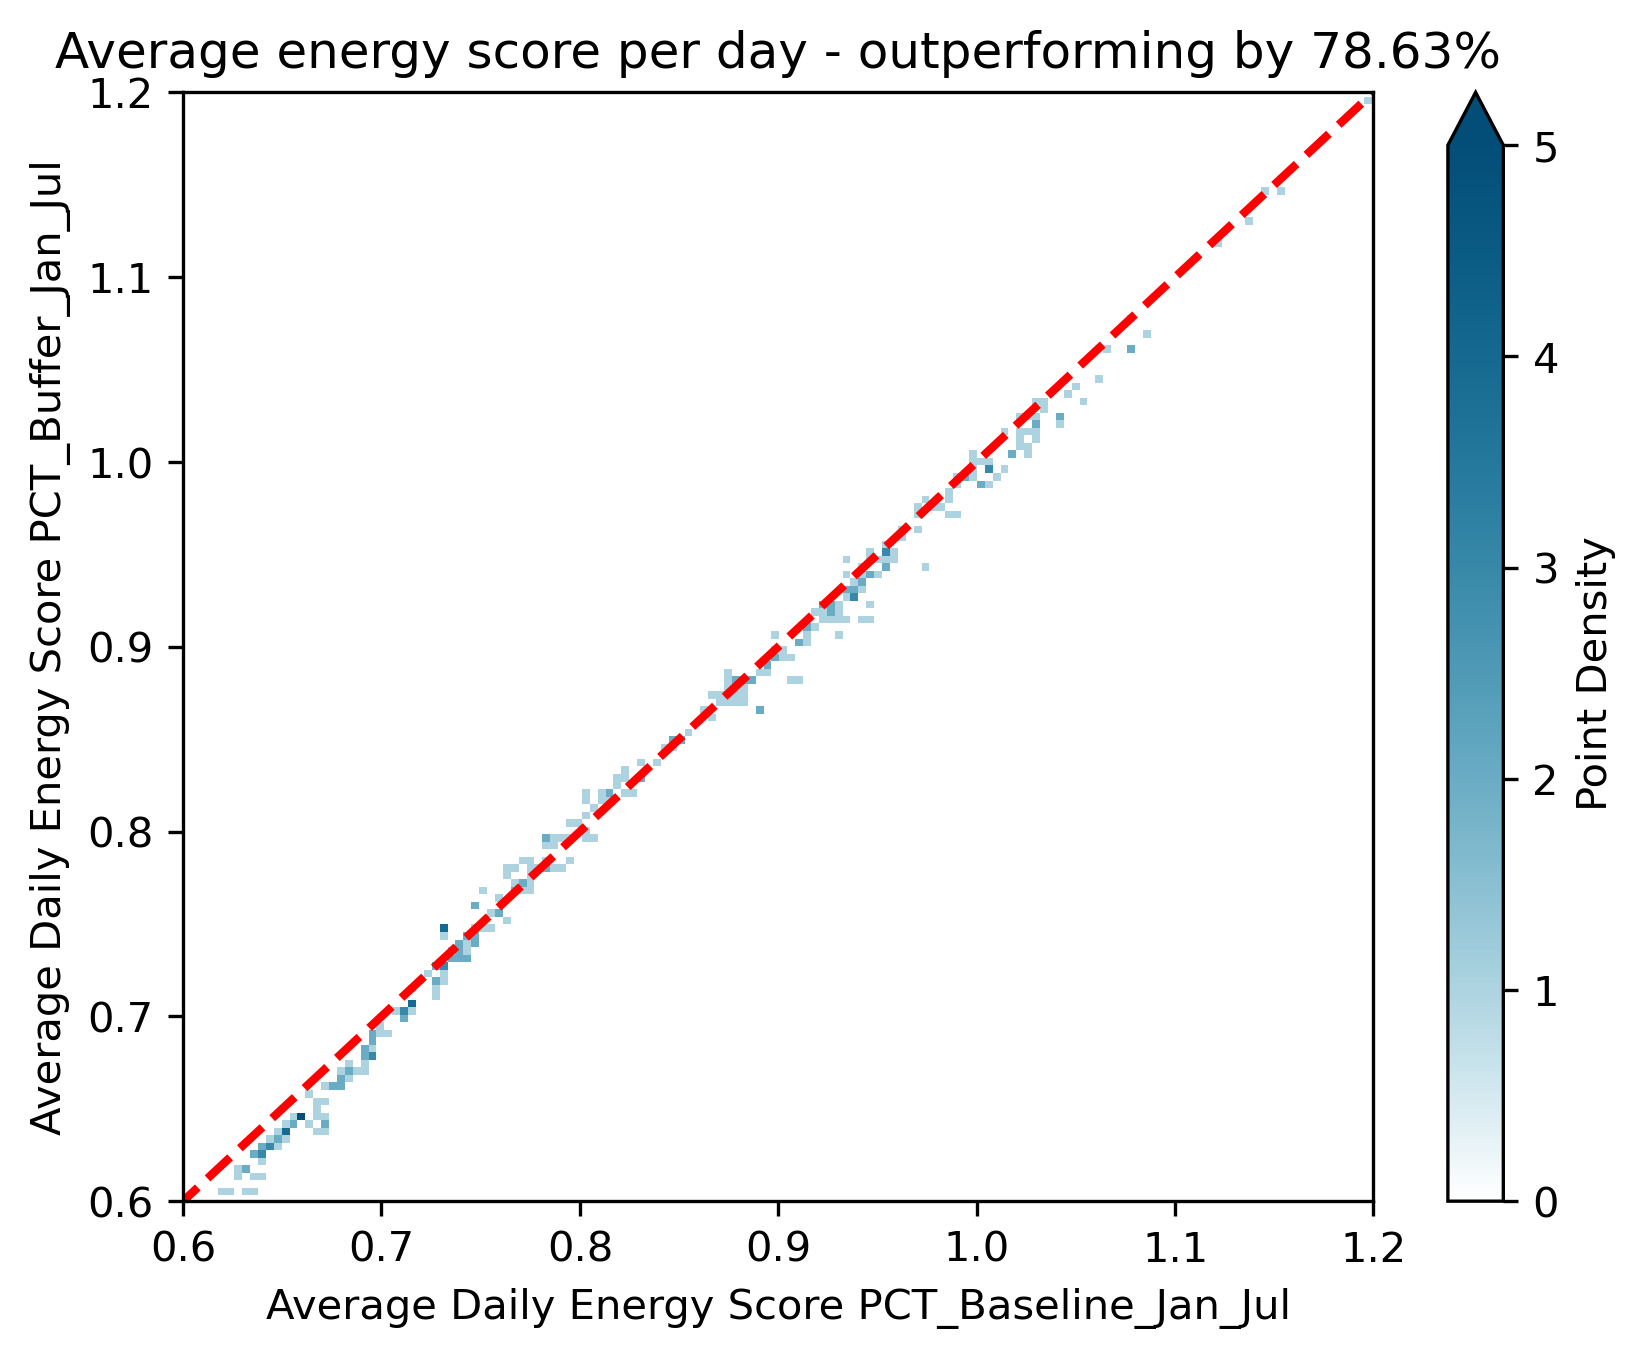 Average energy score per day - outperforming by 78.63%
1.2
1.1
1.0
0.9
0.8
0.7
0.6
Average Daily Energy Score PCT_Buffer_Jan_Jul
0.6 0.7 0.8 0.9 1.0 1.1 1.2
Average Daily Energy Score PCT_Baseline_Jan_Jul
5
4
3
2
1
0
Point Density